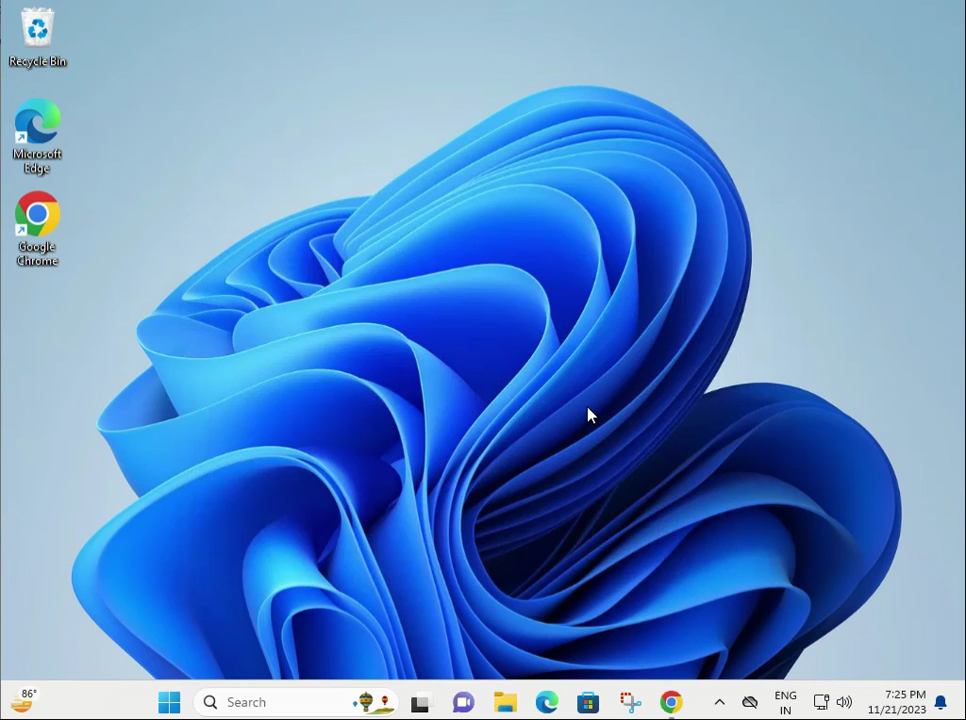 Recycle Bin
Microsoft
Edge
Google
Chrome
86°
Search
ENG
IN
7:25 PM
11/21/2023